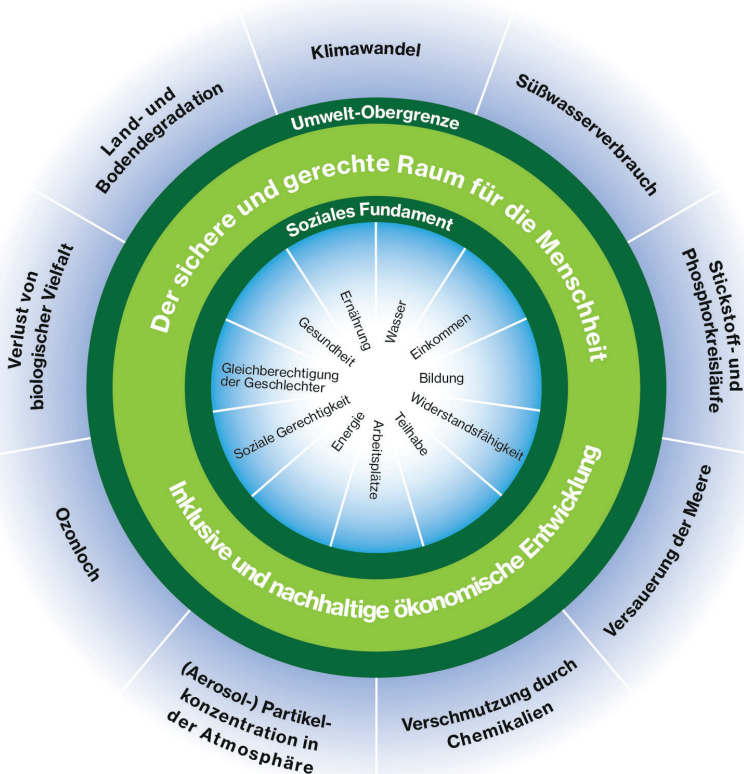 Klimawandel
Süßwasserverbrauch
Stickstoff- und
Phosphorkreisläufe
Versauerung der Meere
Verschmutzung durch
Chemikalien
(Aerosol-) Partikel-
konzentration in
der Atmosphäre
Ozonloch
Verlust von
biologischer Vielfalt
Land- und
Bodendegradation
Umwelt-Obergrenze
Der sichere und gerechte Raum für die Menschheit
Inklusive und nachhaltige ökonomische Entwicklung
Soziales Fundament
Wasser
Einkommen
Bildung
Widerstandsfähigkeit
Teilhabe
Arbeitsplätze
Energie
Soziale Gerechtigkeit
Gleichberechtigung
der Geschlechter
Gesundheit
Ernährung